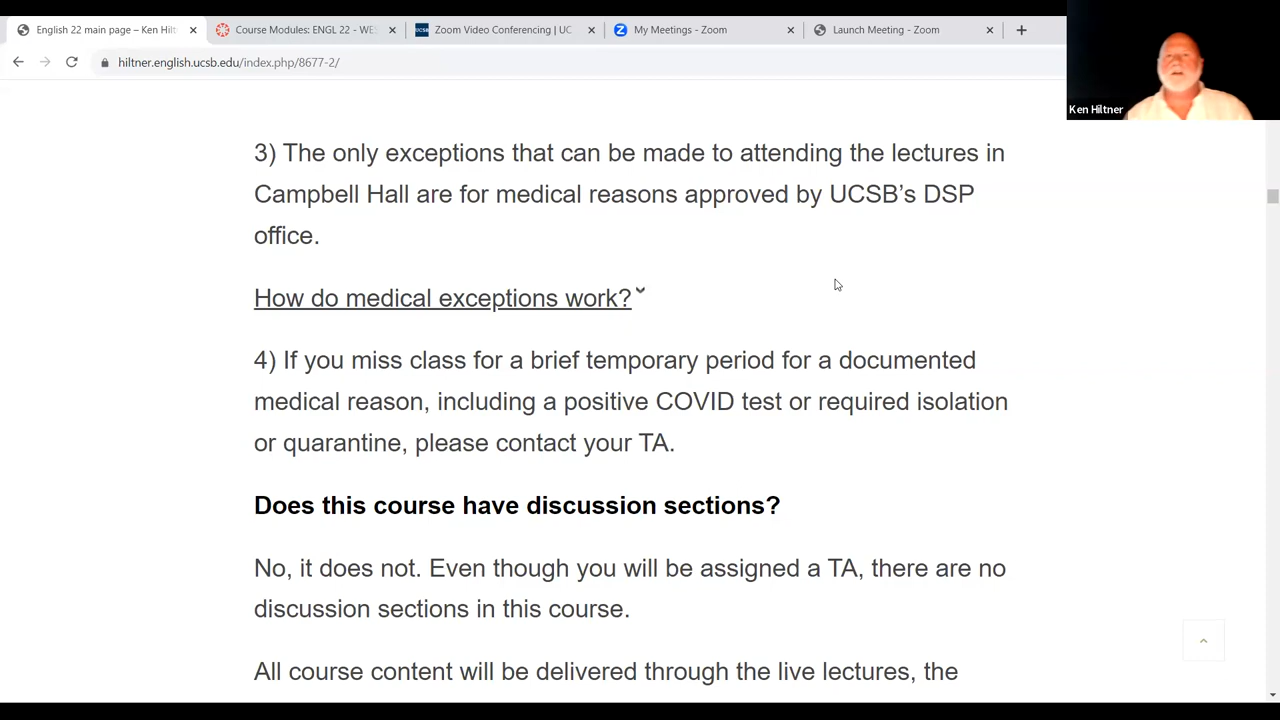 English 22 main page – Ken Hilt
Course Modules: ENGL 22 - WE
UCSB
Zoom Video Conferencing | UC
My Meetings - Zoom
Launch Meeting - Zoom
hiltner.english.ucsb.edu/index.php/8677-2/
Ken Hiltner
3) The only exceptions that can be made to attending the lectures in
Campbell Hall are for medical reasons approved by UCSB’s DSP
office.
How do medical exceptions work?
4) If you miss class for a brief temporary period for a documented
medical reason, including a positive COVID test or required isolation
or quarantine, please contact your TA.
Does this course have discussion sections?
No, it does not. Even though you will be assigned a TA, there are no
discussion sections in this course.
All course content will be delivered through the live lectures, the